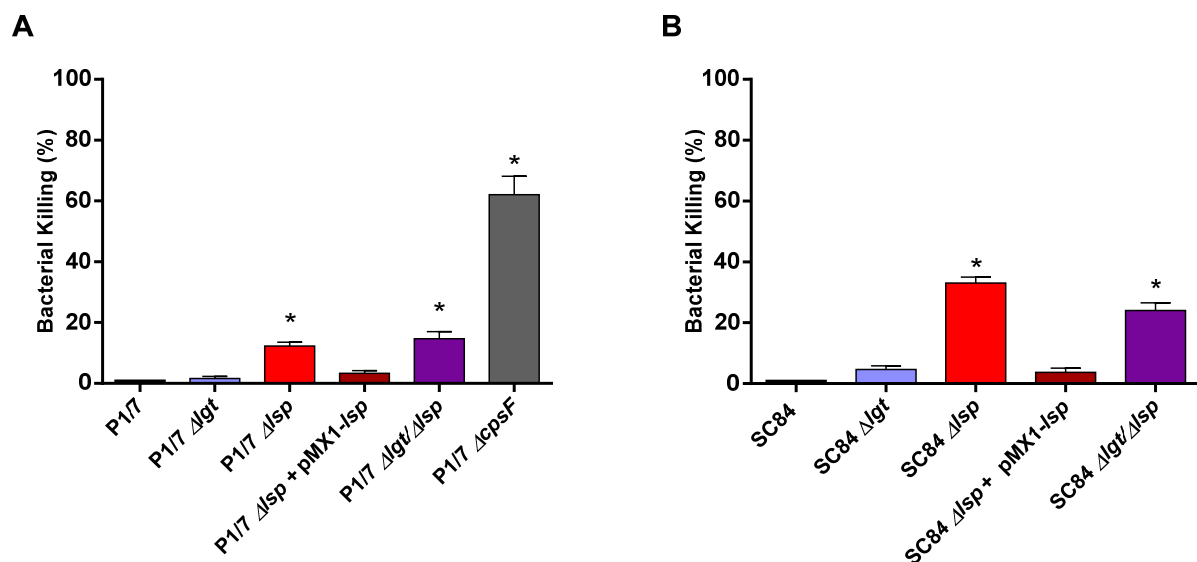 A
Bacterial Killing (%)
100
80
60
40
20
0
*
*
*
P1/7
P1/7 Δlgt
P1/7 Δlsp
P1/7 Δlsp + pMX1-lsp
P1/7 Δlgt/Δlsp
P1/7 ΔcpsF
B
Bacterial Killing (%)
100
80
60
40
20
0
*
*
SC84
SC84 Δlgt
SC84 Δlsp
SC84 Δlsp + pMX1-lsp
SC84 Δlgt/Δlsp